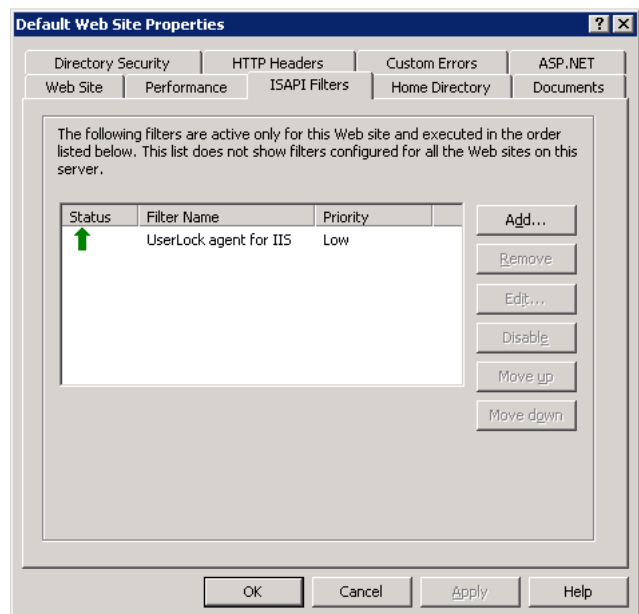 Default Web Site Properties
Directory Security HTTP Headers Custom Errors ASP.NET
Web Site Performance ISAPI Filters Home Directory Documents
The following filters are active only for this Web site and executed in the order
listed below. This list does not show filters configured for all the Web sites on this
server.
Status Filter Name Priority
UserLock agent for IIS Low
Add...
Remove
Edit...
Disable
Move up
Move down
OK Cancel Apply Help